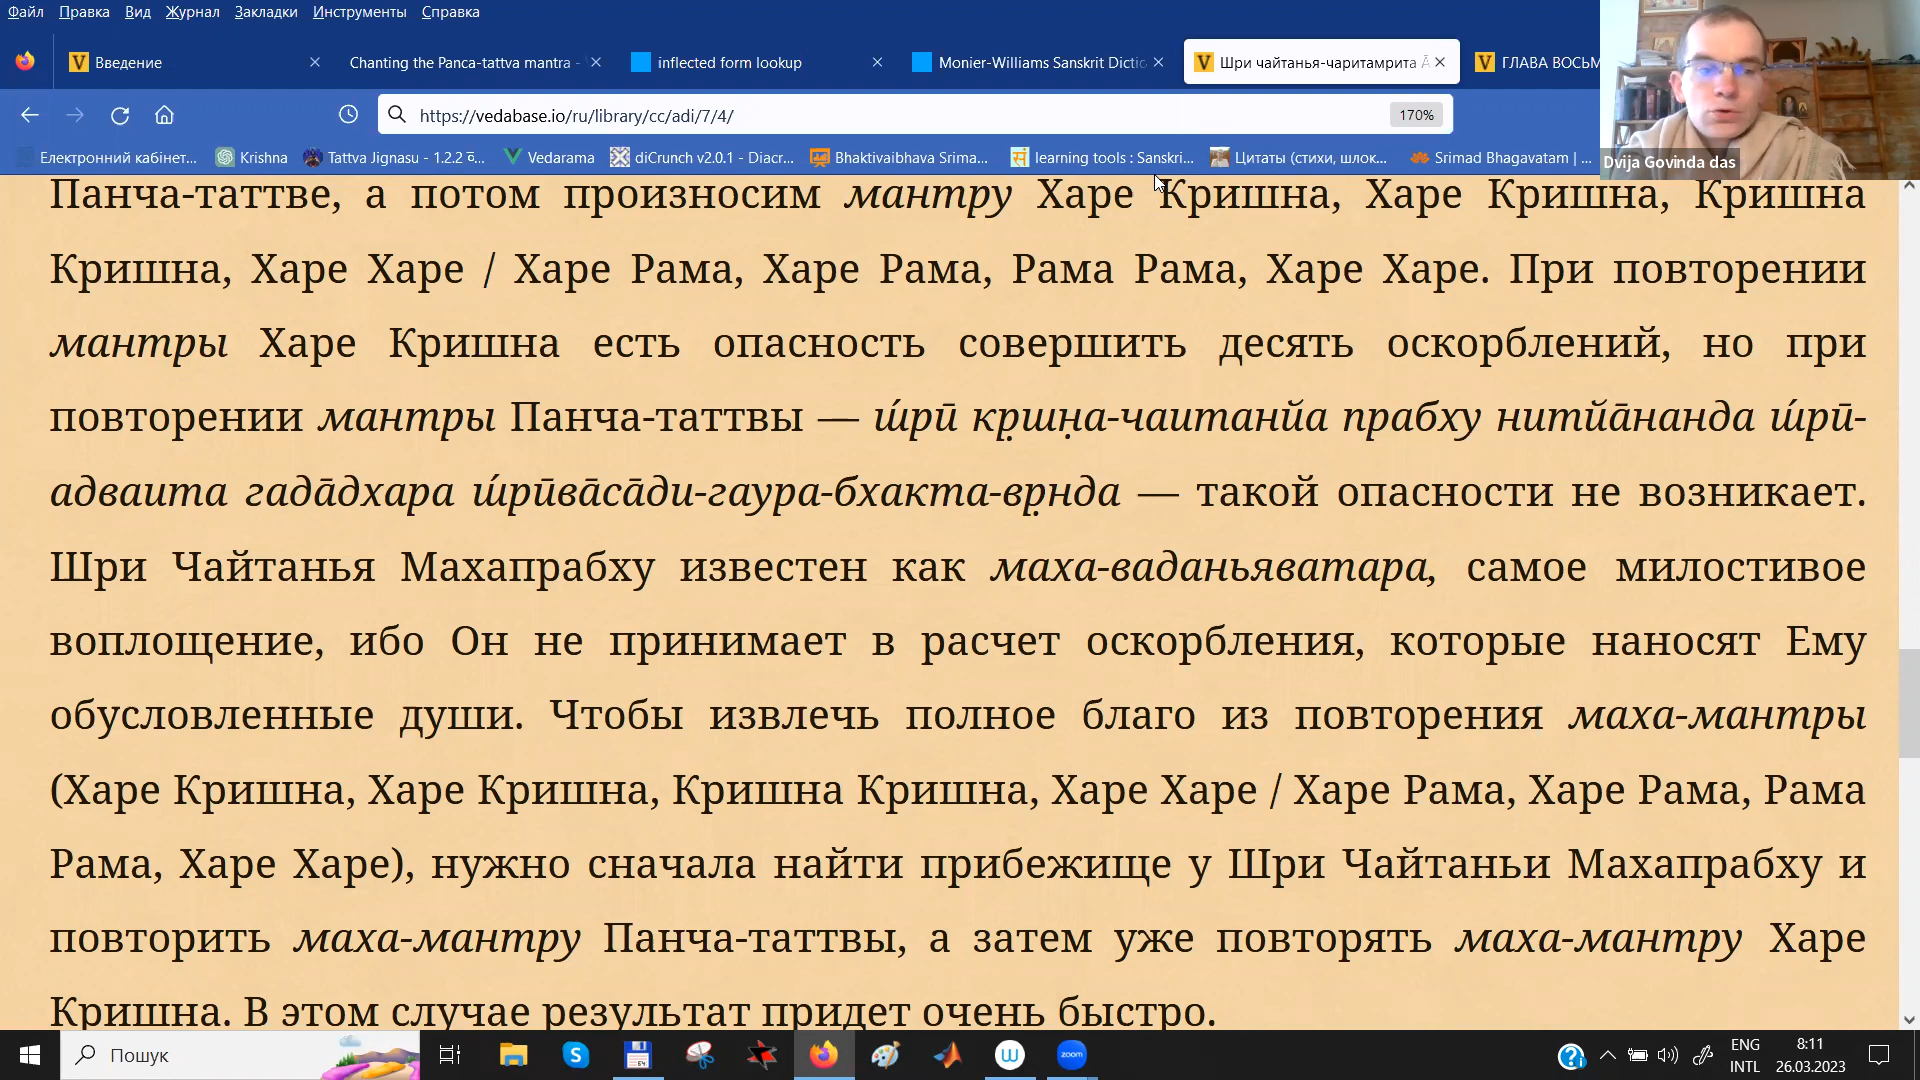 Файл Правка Вид Журнал Закладки Инструменты Справка
Введение
Chanting the Panca-tattva mantra -
inflected form lookup
Monier-Williams Sanskrit Dictio
Шри чайтанья-чаритамрита Ā
ГЛАВА ВОСЬМ
https://vedabase.io/ru/library/cc/adi/7/4/
170%
Електронний кабінет...
Krishna
Tattva Jignasu - 1.2.2
Vedarama
diCrunch v2.0.1 - Diacr...
Bhaktivaibhava Srima...
learning tools : Sanskri...
Цитаты (стихи, шлок...
Srimad Bhagavatam | ...
Dvija Govinda das
Панча-таттве, а потом произносим мантру Харе Кришна, Харе Кришна, Кришна
Кришна, Харе Харе / Харе Рама, Харе Рама, Рама Рама, Харе Харе. При повторении
мантры Харе Кришна есть опасность совершить десять оскорблений, но при
повторении мантры Панча-таттвы — ш́рӣ кр̣шн̣а-чаитанйа прабху нитйа̄нанда ш́рӣ-
адваита гада̄дхара ш́рӣва̄са̄ди-гаура-бхакта-вр̣нда — такой опасности не возникает.
Шри Чайтанья Махапрабху известен как маха-ваданьяватара, самое милостивое
воплощение, ибо Он не принимает в расчет оскорбления, которые наносят Ему
обусловленные души. Чтобы извлечь полное благо из повторения маха-мантры
(Харе Кришна, Харе Кришна, Кришна Кришна, Харе Харе / Харе Рама, Харе Рама, Рама
Рама, Харе Харе), нужно сначала найти прибежище у Шри Чайтаньи Махапрабху и
повторить маха-мантру Панча-таттвы, а затем уже повторять маха-мантру Харе
Кришна. В этом случае результат придет очень быстро.
Пошук
zoom
ENG
INTL
8:11
26.03.2023